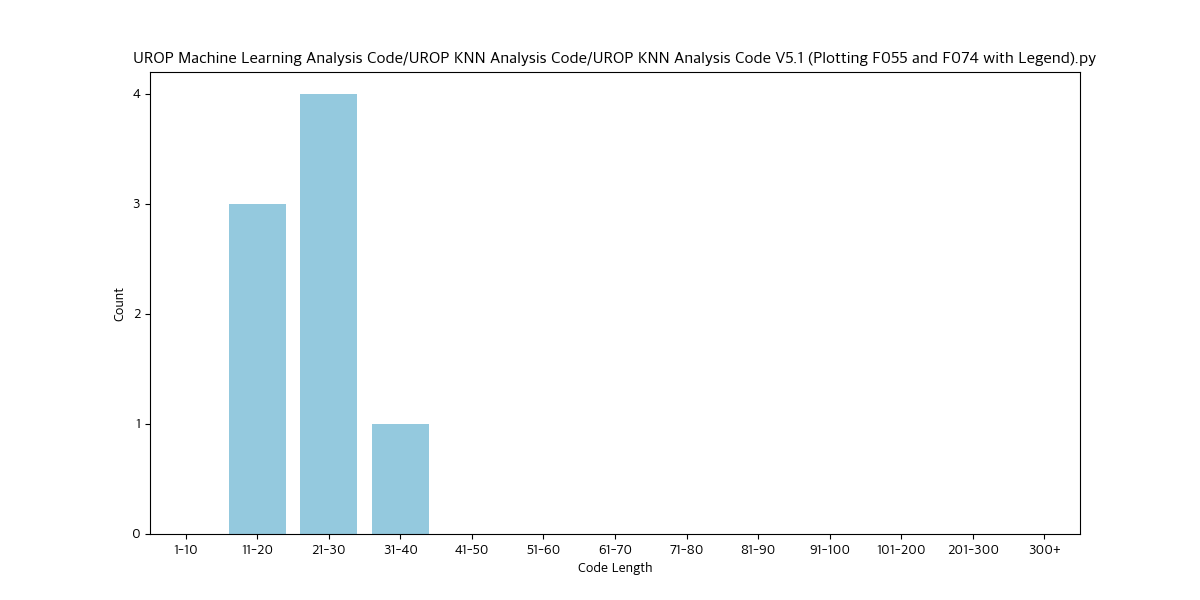 UROP Machine Learning Analysis Code/UROP KNN Analysis Code/UROP KNN Analysis Code V5.1 (Plotting F055 and F074 with Legend).py
4
3
2
1
0
Count
1-10 11-20 21-30 31-40 41-50 51-60 61-70 71-80 81-90 91-100 101-200 201-300 300+
Code Length